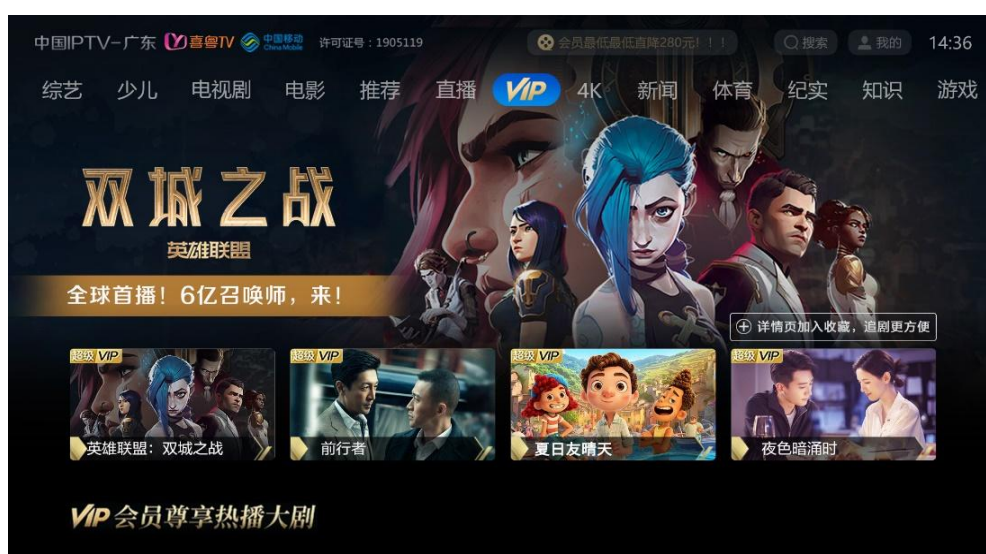 中国IPTV-广东 喜粤TV 中国移动 China Mobile 许可证号：1905119 会员最低最低直降280元！！！ 搜索 我的 14:36
综艺 少儿 电视剧 电影 推荐 直播 VIP 4K 新闻 体育 纪实 知识 游戏
双城之战
英雄联盟
全球首播！6亿召唤师，来！
详情页加入收藏，追剧更方便
超级VIP 超级VIP 超级VIP 超级VIP
英雄联盟：双城之战 前行者 夏日友晴天 夜色暗涌时
VIP会员尊享热播大剧